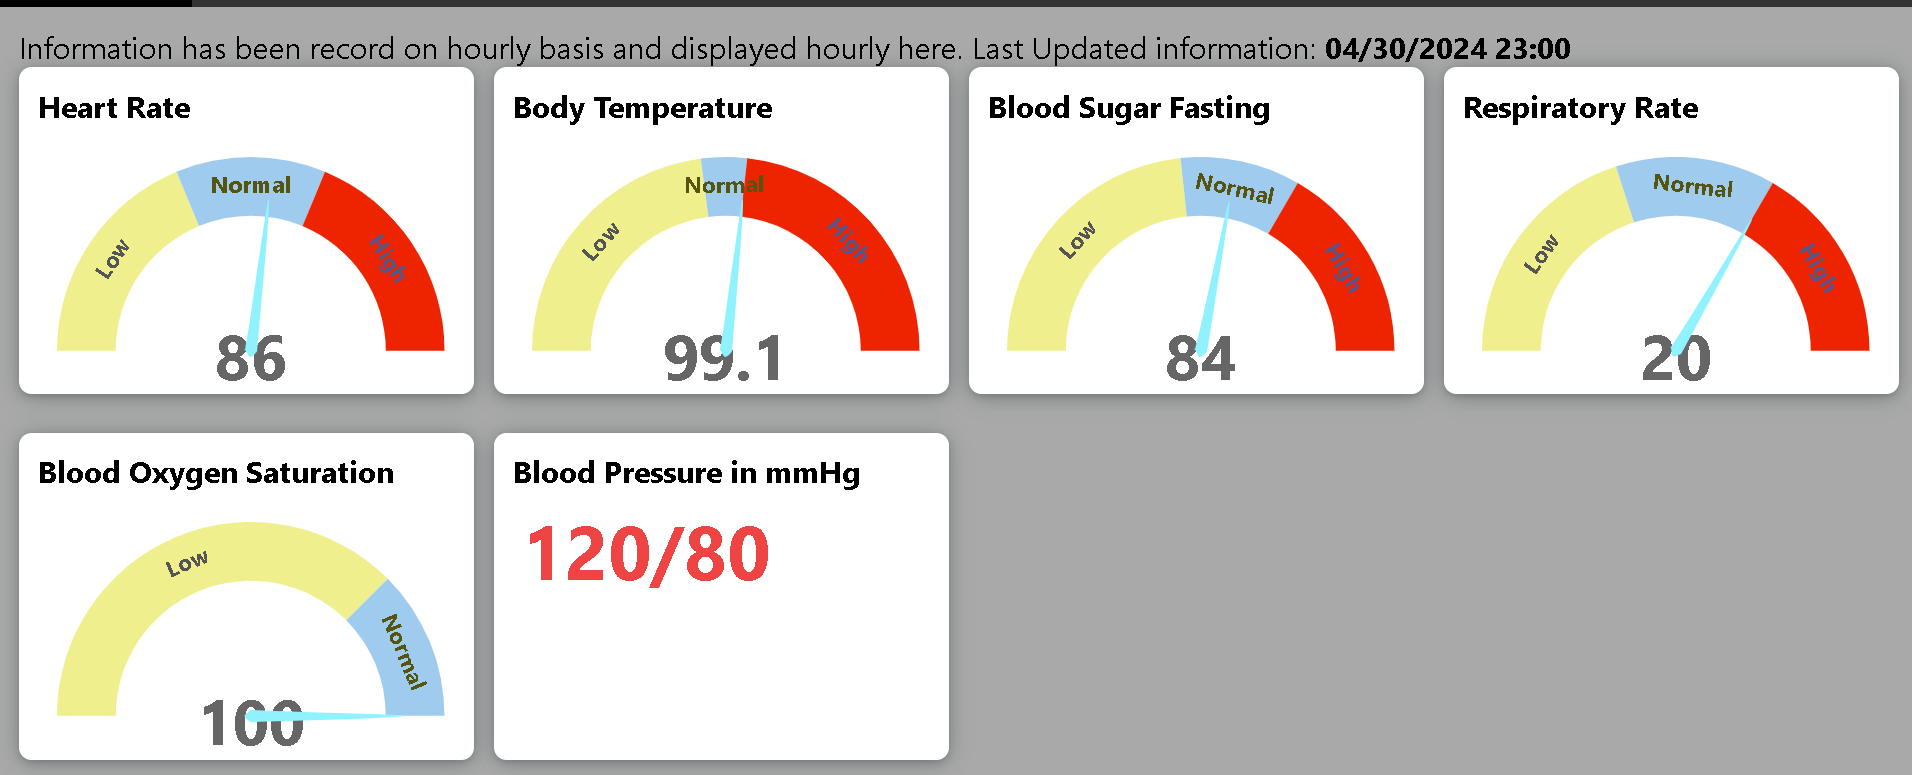 Information has been record on hourly basis and displayed hourly here. Last Updated information: 04/30/2024 23:00
Heart Rate
Low
Normal
High
86
Body Temperature
Low
Normal
High
99.1
Blood Sugar Fasting
Low
Normal
High
84
Respiratory Rate
Low
Normal
High
20
Blood Oxygen Saturation
Low
Normal
100
Blood Pressure in mmHg
120/80